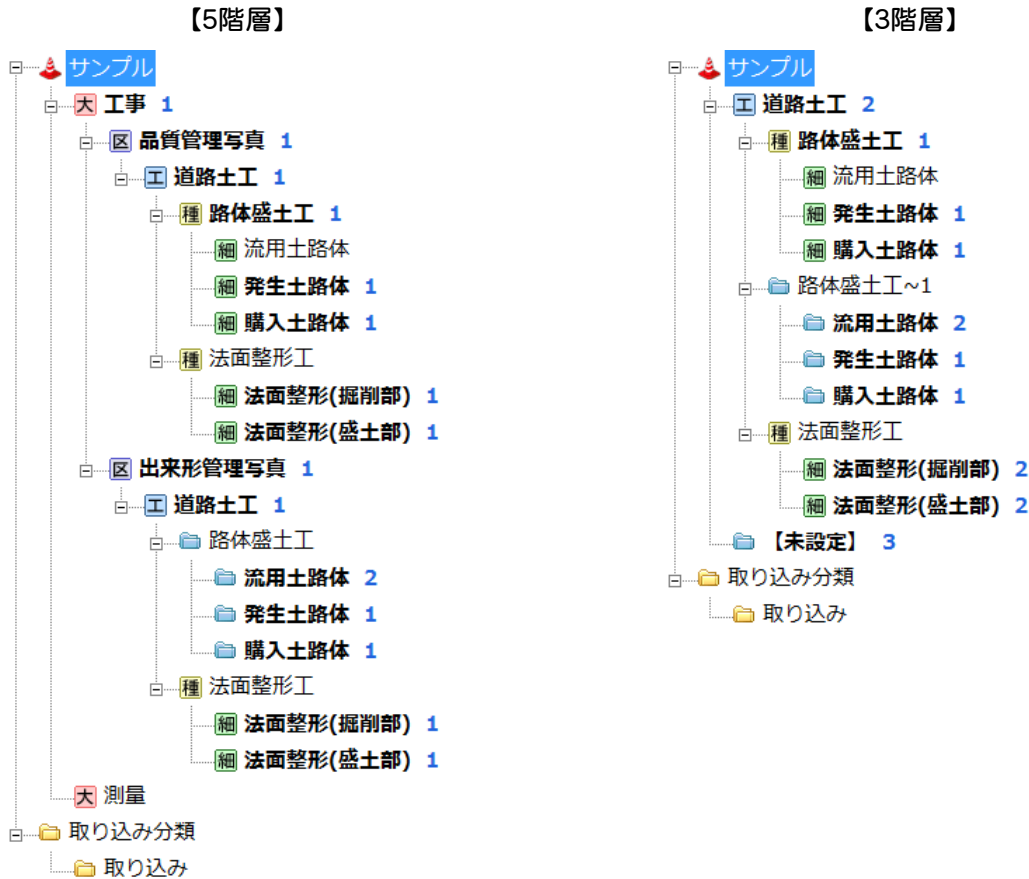 【5階層】
サンプル
大 工事 1
区 品質管理写真 1
工 道路土工 1
種 路体盛土工 1
細 流用土路体
細 発生土路体 1
細 購入土路体 1
種 法面整形工
細 法面整形(掘削部) 1
細 法面整形(盛土部) 1
区 出来形管理写真 1
工 道路土工 1
路体盛土工
流用土路体 2
発生土路体 1
購入土路体 1
種 法面整形工
細 法面整形(掘削部) 1
細 法面整形(盛土部) 1
大 測量
取り込み分類
取り込み
【3階層】
サンプル
工 道路土工 2
種 路体盛土工 1
細 流用土路体
細 発生土路体 1
細 購入土路体 1
路体盛土工~1
流用土路体 2
発生土路体 1
購入土路体 1
種 法面整形工
細 法面整形(掘削部) 2
細 法面整形(盛土部) 2
【未設定】 3
取り込み分類
取り込み